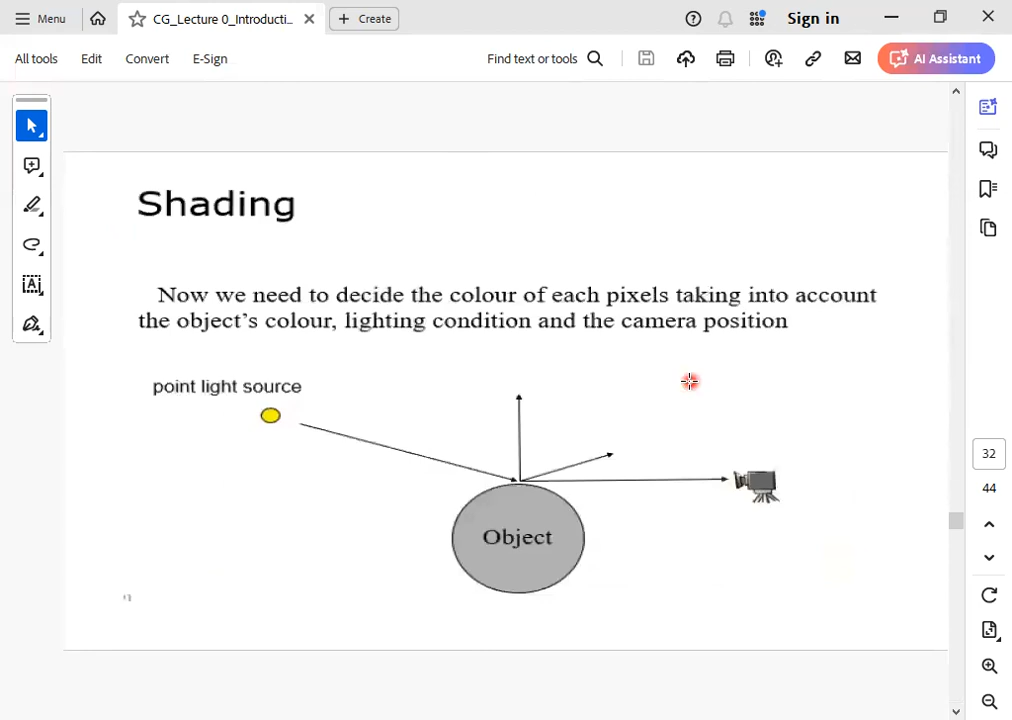 Menu
CG_Lecture 0_Introducti...
Create
Sign in
All tools
Edit
Convert
E-Sign
Find text or tools
AI Assistant
Shading
Now we need to decide the colour of each pixels taking into account
the object's colour, lighting condition and the camera position
point light source
Object
32
44